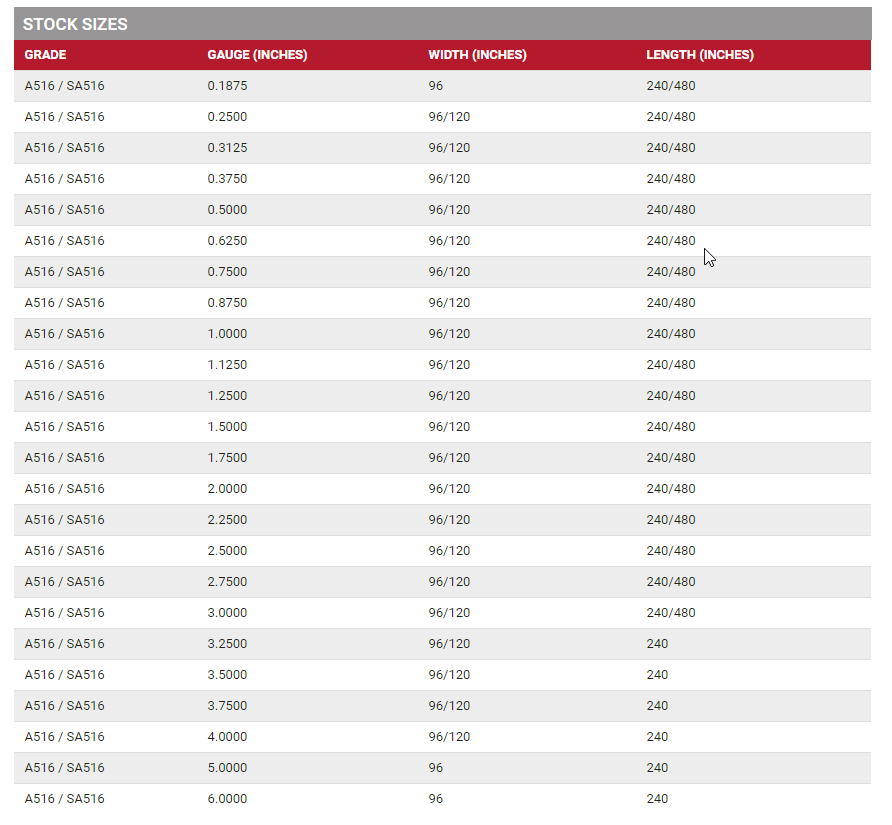 STOCK SIZES
GRADE GAUGE (INCHES) WIDTH (INCHES) LENGTH (INCHES)
A516 / SA516 0.1875 96 240/480
A516 / SA516 0.2500 96/120 240/480
A516 / SA516 0.3125 96/120 240/480
A516 / SA516 0.3750 96/120 240/480
A516 / SA516 0.5000 96/120 240/480
A516 / SA516 0.6250 96/120 240/480
A516 / SA516 0.7500 96/120 240/480
A516 / SA516 0.8750 96/120 240/480
A516 / SA516 1.0000 96/120 240/480
A516 / SA516 1.1250 96/120 240/480
A516 / SA516 1.2500 96/120 240/480
A516 / SA516 1.5000 96/120 240/480
A516 / SA516 1.7500 96/120 240/480
A516 / SA516 2.0000 96/120 240/480
A516 / SA516 2.2500 96/120 240/480
A516 / SA516 2.5000 96/120 240/480
A516 / SA516 2.7500 96/120 240/480
A516 / SA516 3.0000 96/120 240/480
A516 / SA516 3.2500 96/120 240
A516 / SA516 3.5000 96/120 240
A516 / SA516 3.7500 96/120 240
A516 / SA516 4.0000 96/120 240
A516 / SA516 5.0000 96 240
A516 / SA516 6.0000 96 240